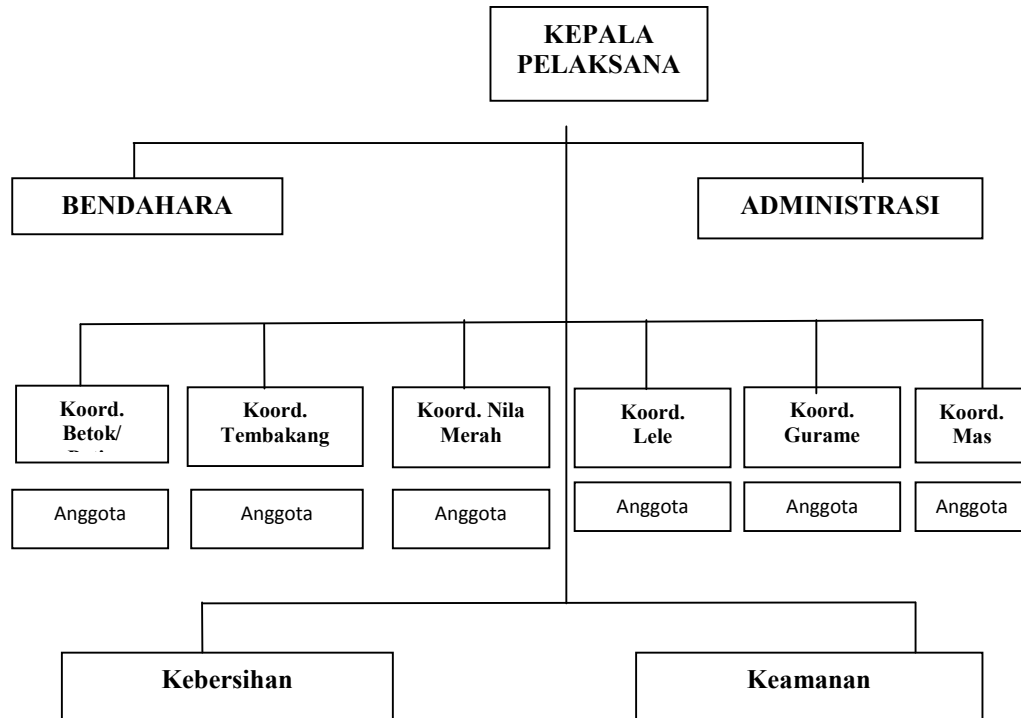 KEPALA
PELAKSANA
BENDAHARA
ADMINISTRASI
Koord.
Betok/
Koord.
Tembakang
Koord. Nila
Merah
Koord.
Lele
Koord.
Gurame
Koord.
Mas
Anggota
Anggota
Anggota
Anggota
Anggota
Anggota
Kebersihan
Keamanan